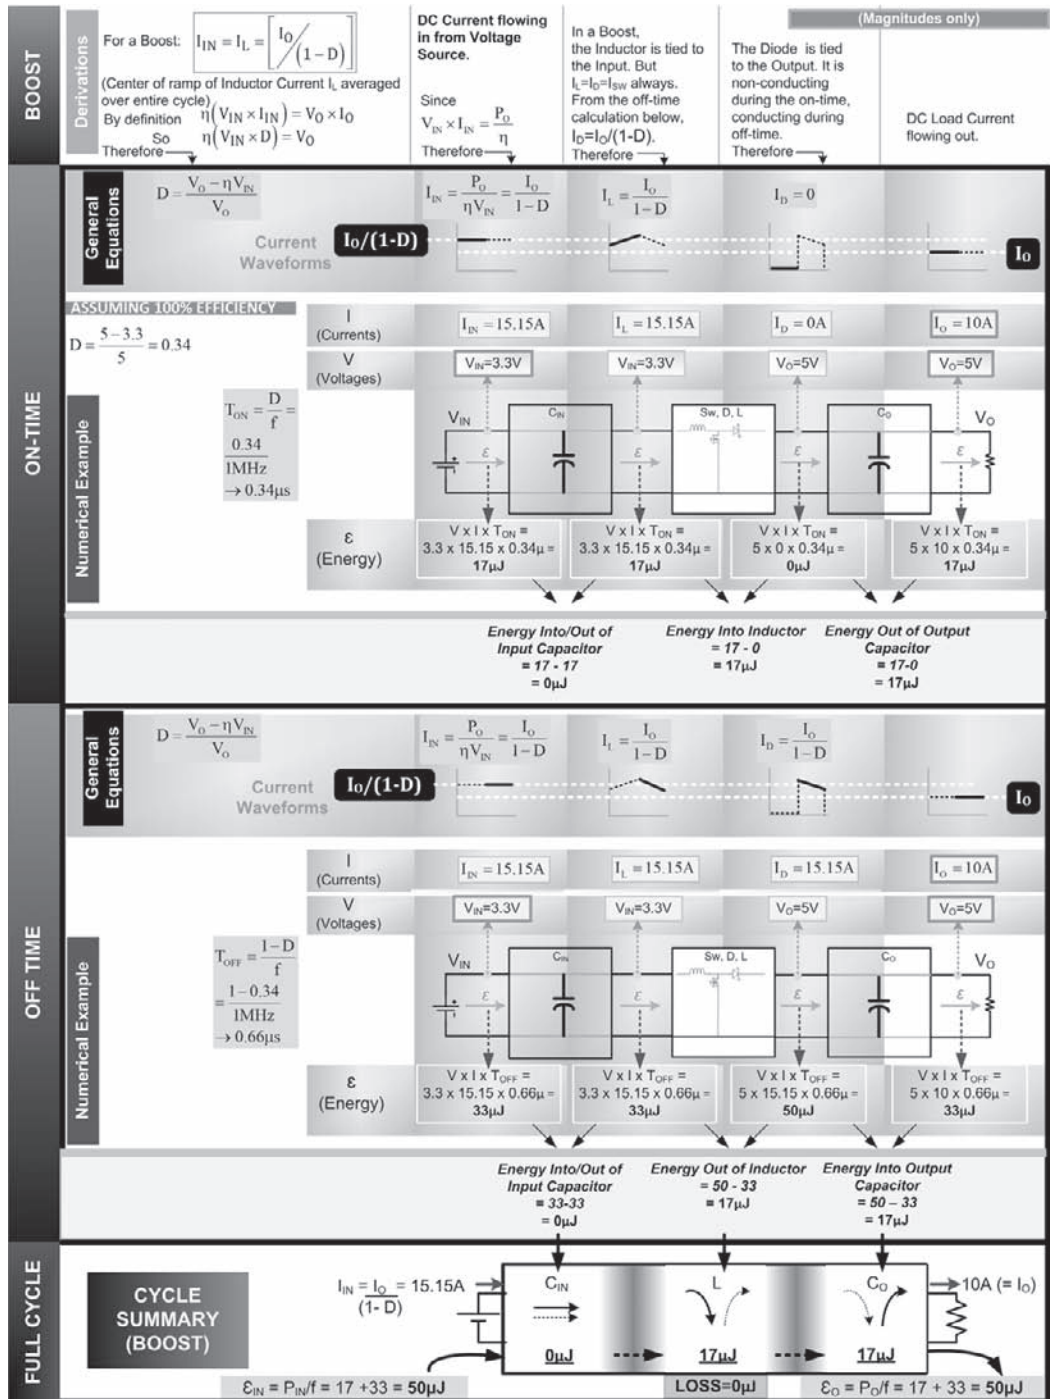 BOOST
Derivations
For a Boost: I_IN = I_L = [I_O/(1−D)]
(Center of ramp of Inductor Current I_L averaged
over entire cycle)
By definition η(V_IN × I_IN) = V_O × I_O
So η(V_IN × D) = V_O
Therefore
DC Current flowing
in from Voltage
Source.
Since
V_IN × I_IN = P_O/η
Therefore
In a Boost,
the Inductor is tied to
the Input. But
I_L=I_D=I_SW always.
From the off-time
calculation below,
I_D=I_O/(1-D).
Therefore
(Magnitudes only)
The Diode is tied
to the Output. It is
non-conducting
during the on-time,
conducting during
off-time.
DC Load Current
flowing out.
ON-TIME
General
Equations
D = (V_O − ηV_IN)/V_O
I_IN = P_O/(ηV_IN) = I_O/(1−D)
I_L = I_O/(1−D)
I_D = 0
Current
Waveforms
I_O/(1-D)
I_O
ASSUMING 100% EFFICIENCY
D = (5−3.3)/5 = 0.34
Numerical Example
T_ON = D/f =
0.34/1MHz
→ 0.34µs
I
(Currents)
I_IN = 15.15A
I_L = 15.15A
I_D = 0A
I_O = 10A
V
(Voltages)
V_IN=3.3V
V_IN=3.3V
V_O=5V
V_O=5V
V_IN
C_IN
Sw, D, L
C_O
V_O
ε
ε
ε
ε
ε
(Energy)
V x I x T_ON =
3.3 x 15.15 x 0.34µ =
17µJ
V x I x T_ON =
3.3 x 15.15 x 0.34µ =
17µJ
V x I x T_ON =
5 x 0 x 0.34µ =
0µJ
V x I x T_ON =
5 x 10 x 0.34µ =
17µJ
Energy Into/Out of
Input Capacitor
= 17 - 17
= 0µJ
Energy Into Inductor
= 17 - 0
= 17µJ
Energy Out of Output
Capacitor
= 17-0
= 17µJ
OFF TIME
General
Equations
D = (V_O − ηV_IN)/V_O
I_IN = P_O/(ηV_IN) = I_O/(1−D)
I_L = I_O/(1−D)
I_D = I_O/(1−D)
Current
Waveforms
I_O/(1-D)
I_O
Numerical Example
T_OFF = (1−D)/f
= (1−0.34)/1MHz
→ 0.66µs
I
(Currents)
I_IN = 15.15A
I_L = 15.15A
I_D = 15.15A
I_O = 10A
V
(Voltages)
V_IN=3.3V
V_IN=3.3V
V_O=5V
V_O=5V
V_IN
C_IN
Sw, D, L
C_O
V_O
ε
ε
ε
ε
ε
(Energy)
V x I x T_OFF =
3.3 x 15.15 x 0.66µ =
33µJ
V x I x T_OFF =
3.3 x 15.15 x 0.66µ =
33µJ
V x I x T_OFF =
5 x 15.15 x 0.66µ =
50µJ
V x I x T_OFF =
5 x 10 x 0.66µ =
33µJ
Energy Into/Out of
Input Capacitor
= 33-33
= 0µJ
Energy Out of Inductor
= 50 - 33
= 17µJ
Energy Into Output
Capacitor
= 50 – 33
= 17µJ
FULL CYCLE
CYCLE
SUMMARY
(BOOST)
I_IN = I_O/(1-D) = 15.15A
C_IN
L
C_O
10A (= I_O)
0µJ
17µJ
17µJ
ε_IN = P_IN/f = 17 +33 = 50µJ
LOSS=0µJ
ε_O = P_O/f = 17 + 33 = 50µJ